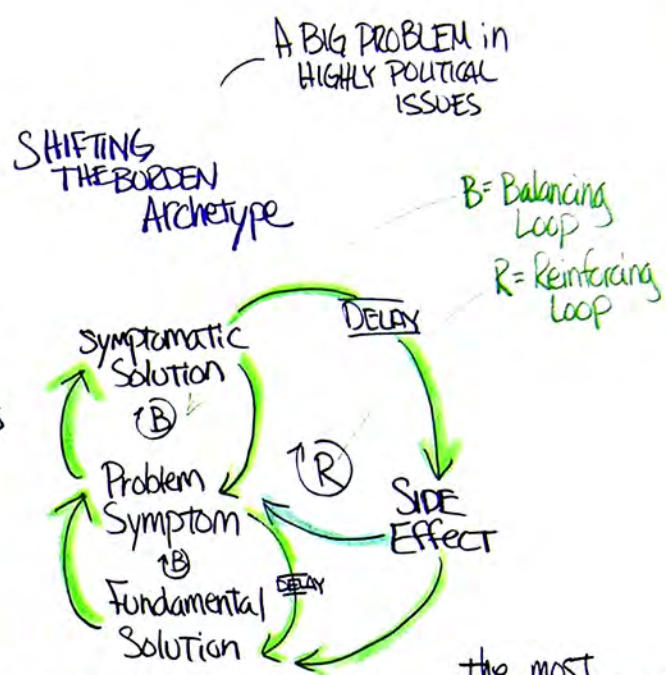 A BIG PROBLEM in
HIGHLY POLITICAL
ISSUES
SHIFTING
THE BURDEN
Archetype
B= Balancing
Loop
R= Reinforcing
Loop
DELAY
Symptomatic
Solution
B
R
Problem
Symptom
SIDE
EFFECT
B
DELAY
Fundamental
Solution
the most